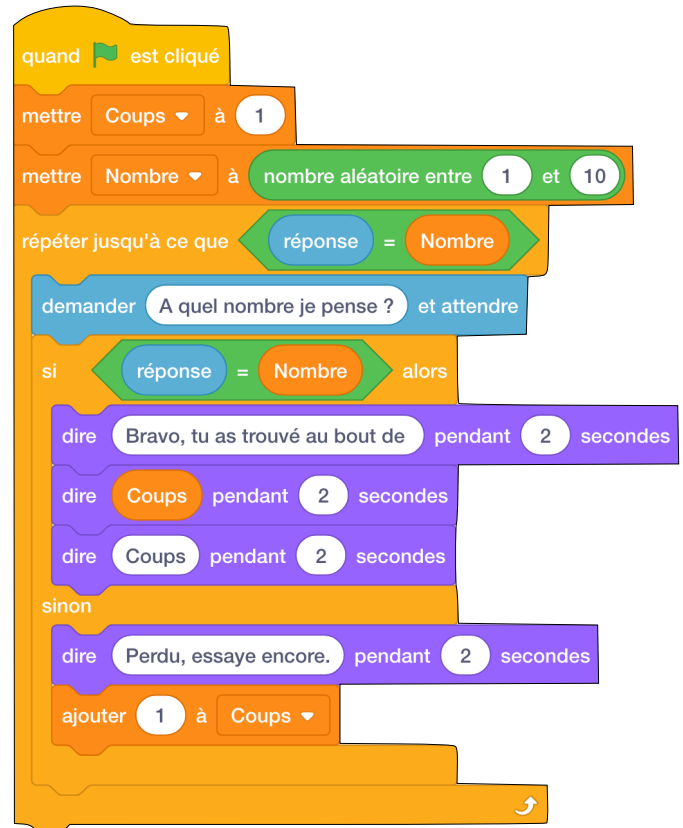 quand est cliqué
mettre Coups à 1
mettre Nombre à nombre aléatoire entre 1 et 10
répéter jusqu'à ce que réponse = Nombre
demander A quel nombre je pense ? et attendre
si réponse = Nombre alors
dire Bravo, tu as trouvé au bout de pendant 2 secondes
dire Coups pendant 2 secondes
dire Coups pendant 2 secondes
sinon
dire Perdu, essaye encore. pendant 2 secondes
ajouter 1 à Coups